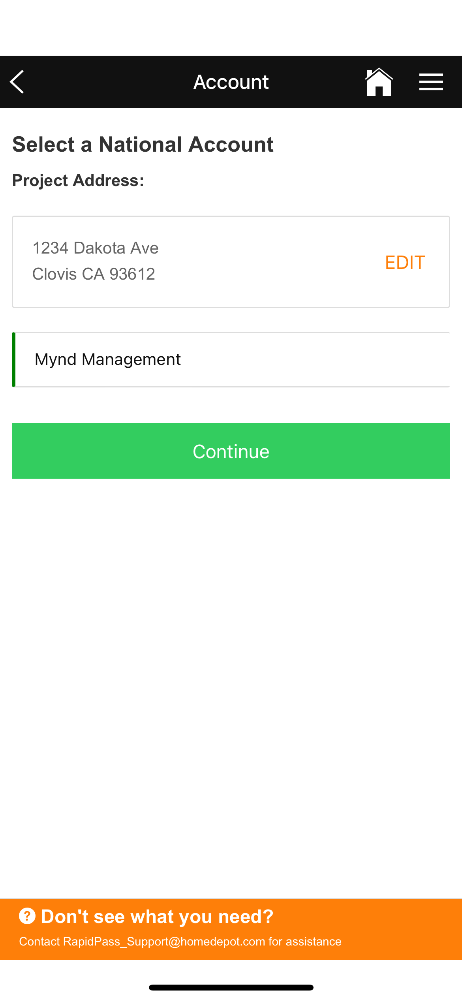 Account
Select a National Account
Project Address:
1234 Dakota Ave
Clovis CA 93612
EDIT
Mynd Management
Continue
? Don't see what you need?
Contact RapidPass_Support@homedepot.com for assistance